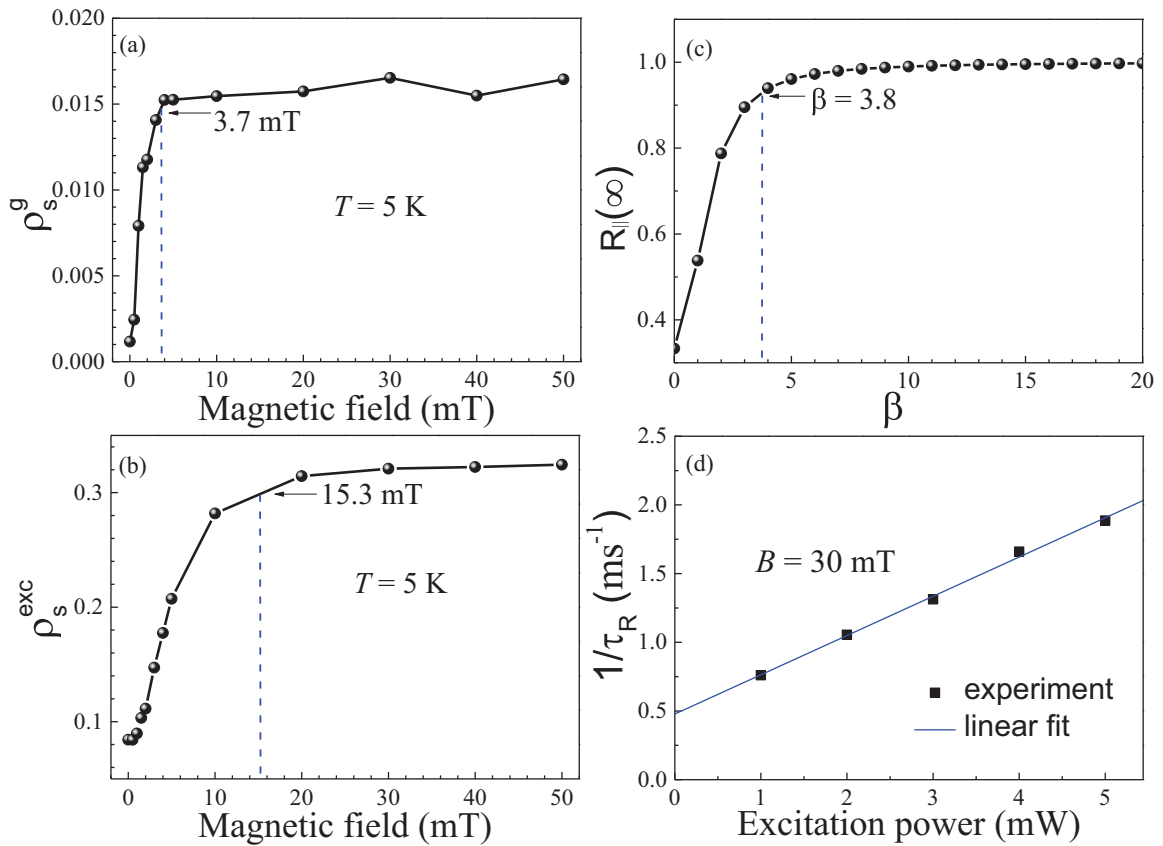 (a)
0.020
0.015
0.010
0.005
0.000
ρ_s^g
3.7 mT
T = 5 K
0 10 20 30 40 50
Magnetic field (mT)
(c)
1.0
0.8
0.6
0.4
R_||(∞)
β = 3.8
0 5 10 15 20
β
(b)
0.3
0.2
0.1
ρ_s^exc
15.3 mT
T = 5 K
0 10 20 30 40 50
Magnetic field (mT)
(d)
2.5
2.0
1.5
1.0
0.5
0.0
1/τ_R (ms^-1)
B = 30 mT
experiment
linear fit
0 1 2 3 4 5
Excitation power (mW)